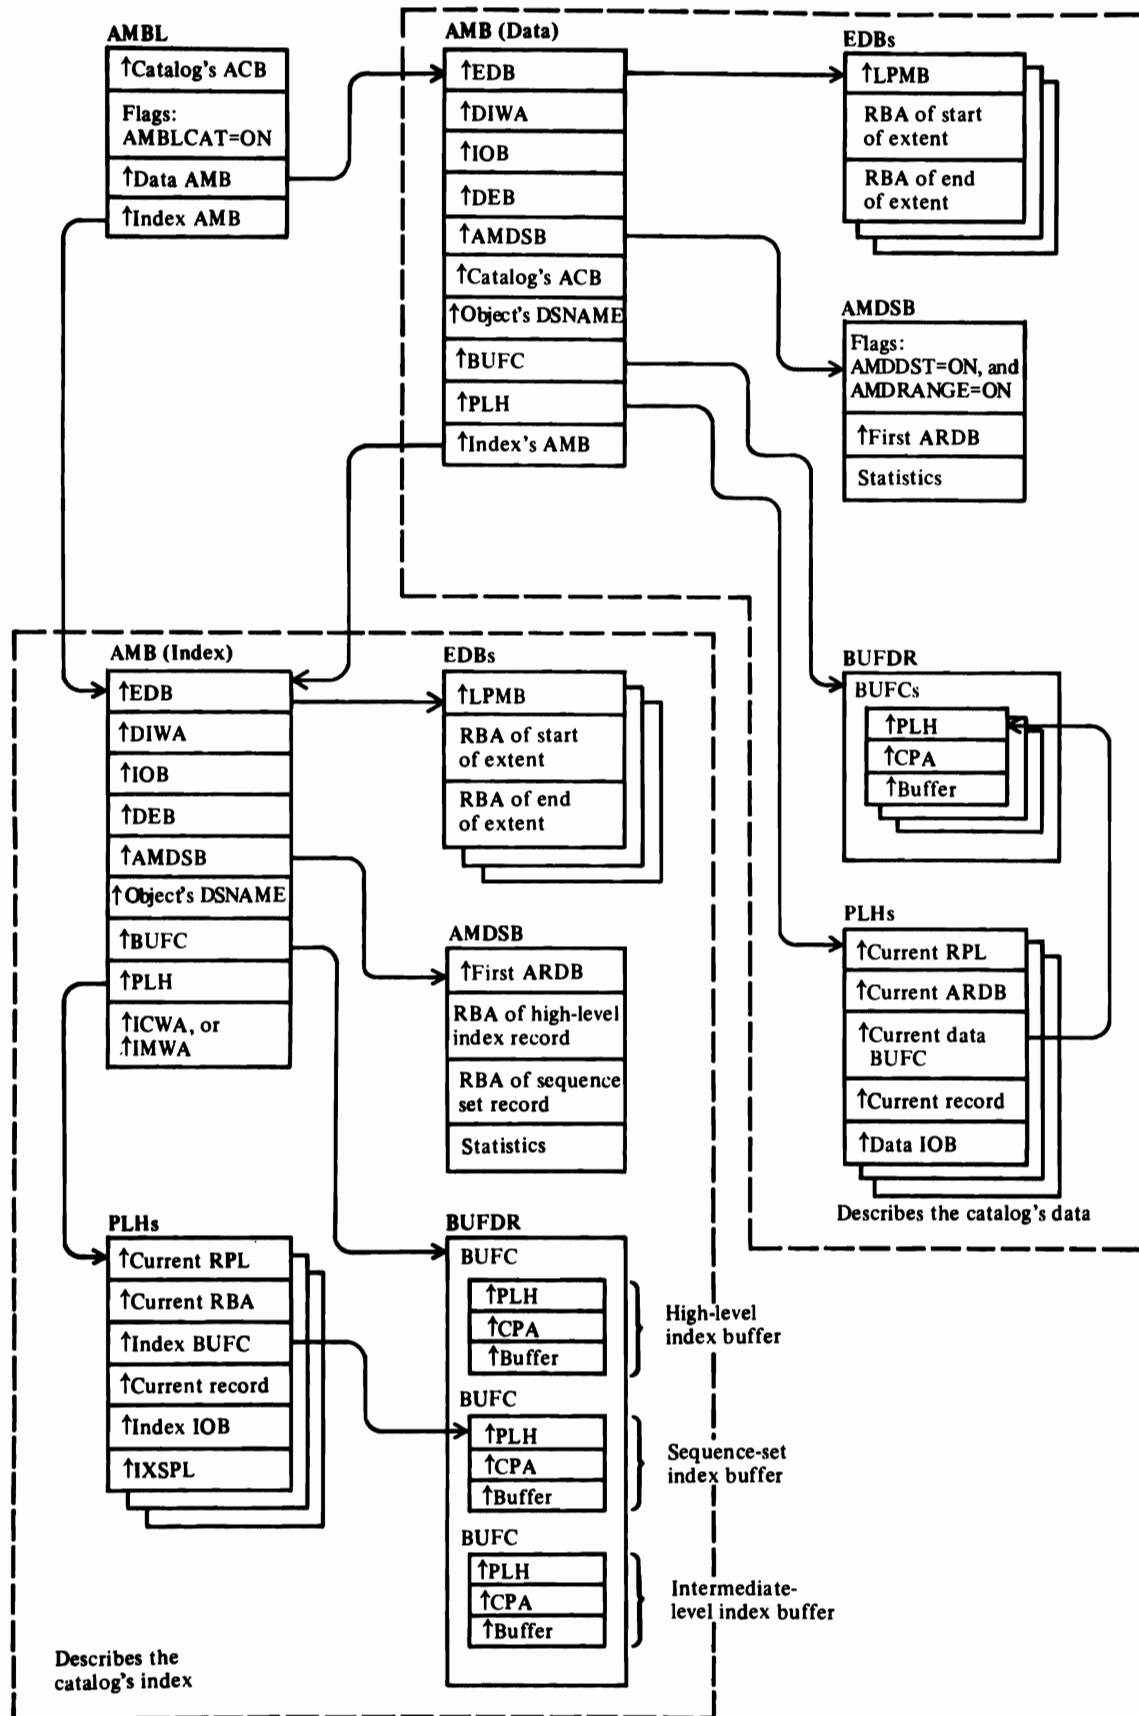 AMBL
↑Catalog's ACB
Flags:
AMBLCAT=ON
↑Data AMB
↑Index AMB
AMB (Data)
↑EDB
↑DIWA
↑IOB
↑DEB
↑AMDSB
↑Catalog's ACB
↑Object's DSNAME
↑BUFC
↑PLH
↑Index's AMB
EDBs
↑LPMB
RBA of start
of extent
RBA of end
of extent
AMDSB
Flags:
AMDDST=ON, and
AMDRANGE=ON
↑First ARDB
Statistics
BUFDR
BUFCs
↑PLH
↑CPA
↑Buffer
PLHs
↑Current RPL
↑Current ARDB
↑Current data
BUFC
↑Current record
↑Data IOB
Describes the catalog's data
AMB (Index)
↑EDB
↑DIWA
↑IOB
↑DEB
↑AMDSB
↑Object's DSNAME
↑BUFC
↑PLH
↑ICWA, or
↑IMWA
EDBs
↑LPMB
RBA of start
of extent
RBA of end
of extent
AMDSB
↑First ARDB
RBA of high-level
index record
RBA of sequence
set record
Statistics
PLHs
↑Current RPL
↑Current RBA
↑Index BUFC
↑Current record
↑Index IOB
↑IXSPL
BUFDR
BUFC
↑PLH
↑CPA
↑Buffer
High-level
index buffer
BUFC
↑PLH
↑CPA
↑Buffer
Sequence-set
index buffer
BUFC
↑PLH
↑CPA
↑Buffer
Intermediate-
level index buffer
Describes the
catalog's index